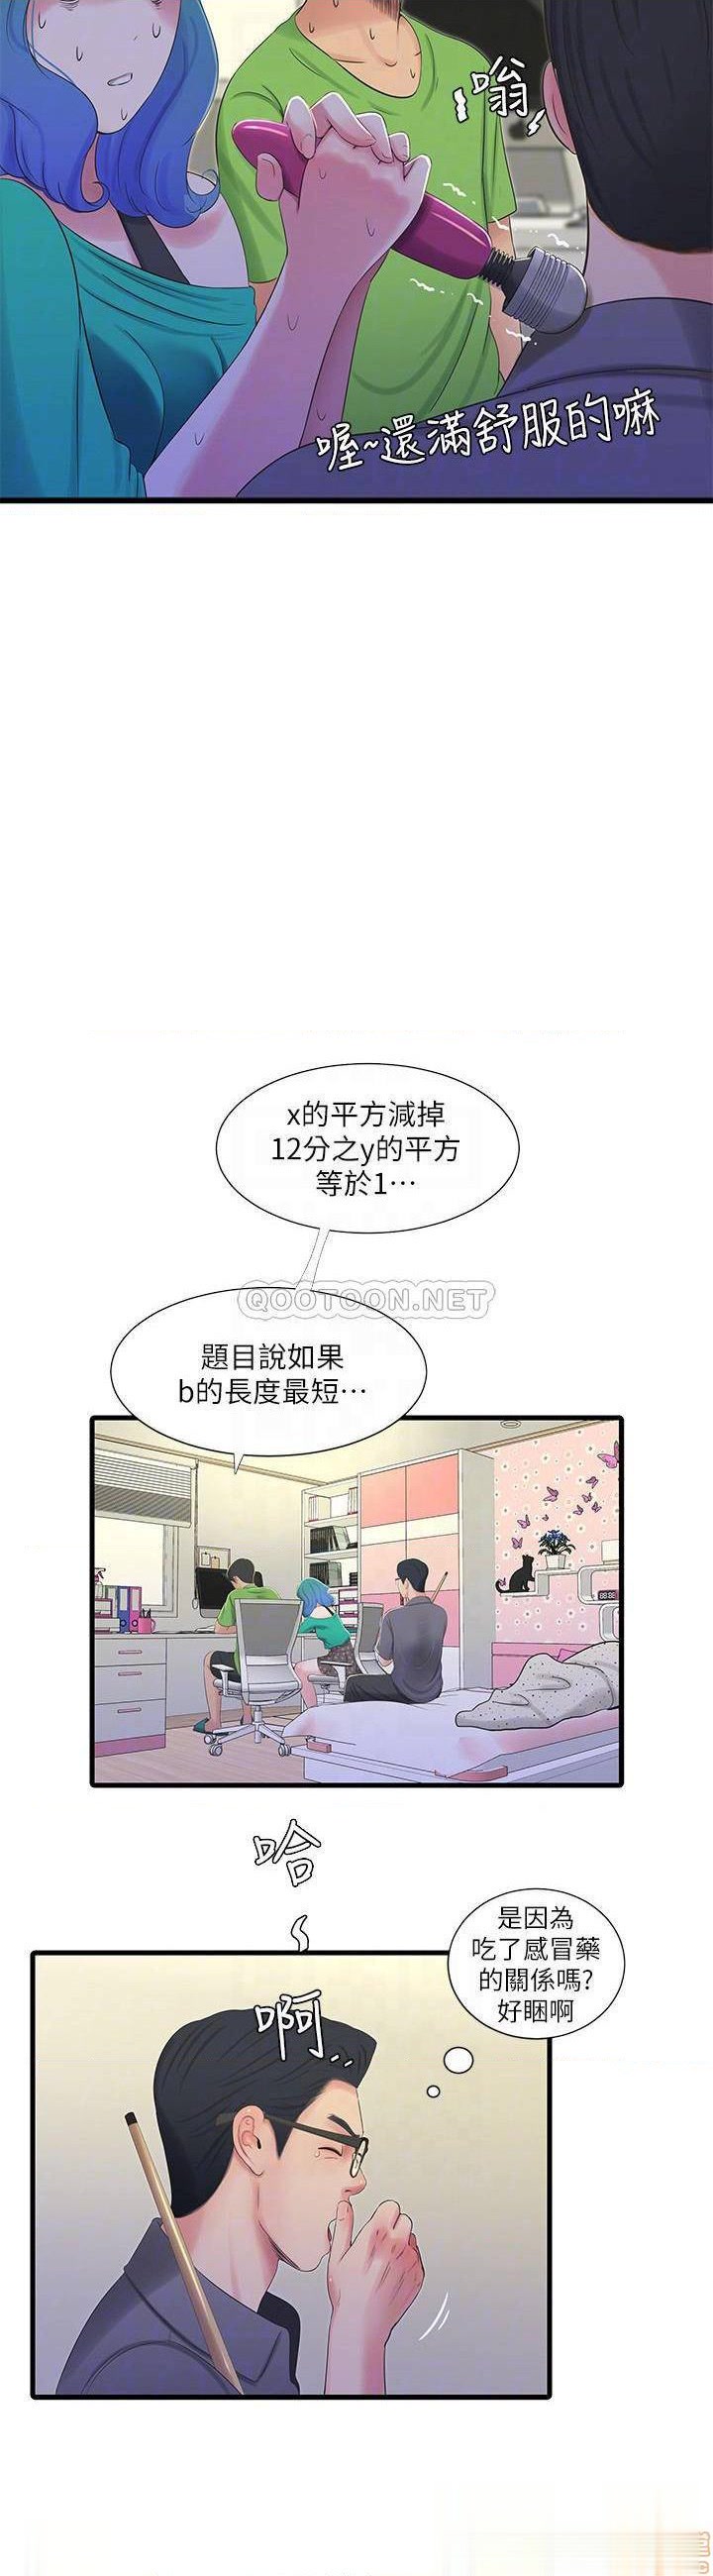 嗡
喔~還滿舒服的嘛
x的平方減掉
12分之y的平方
等於1…
QOOTOON.NET
題目說如果
b的長度最短…
哈
~
啊..
是因為
吃了感冒藥
的關係嗎?
好睏啊